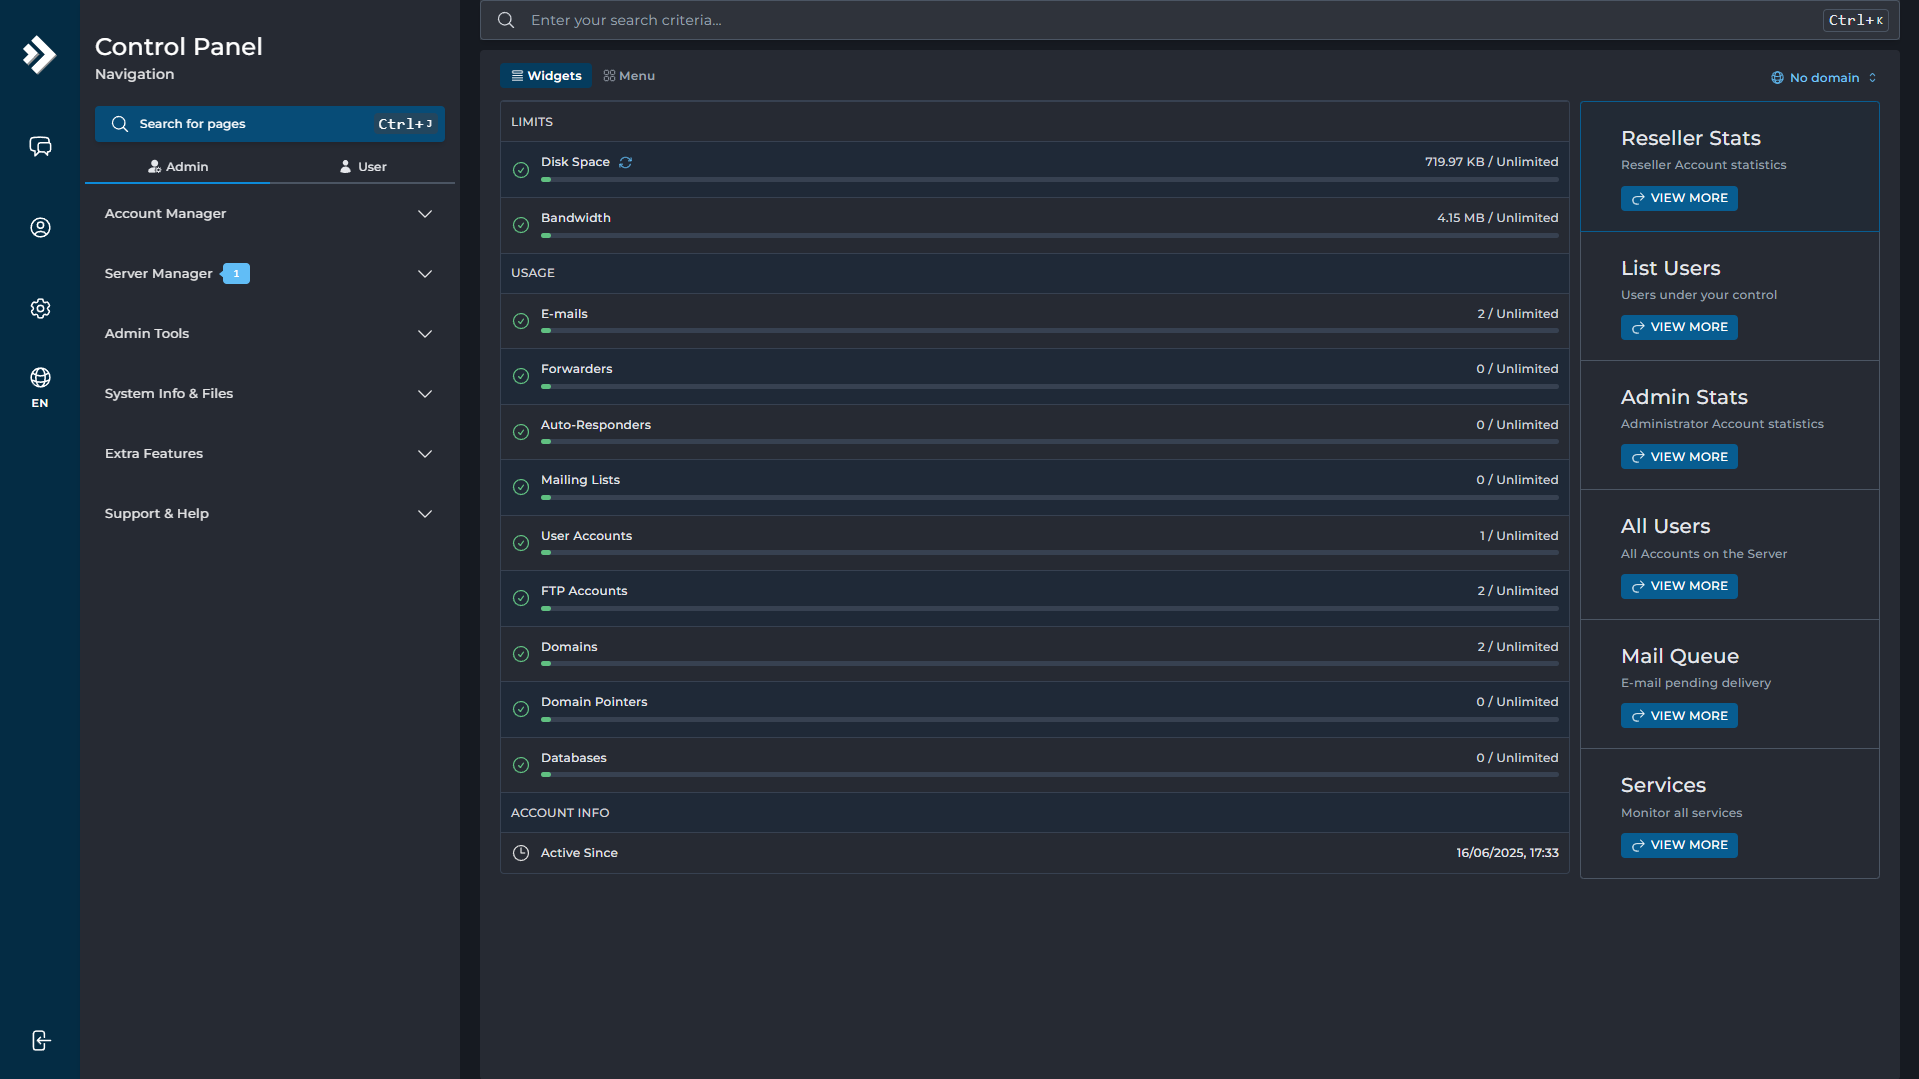 Control Panel
Navigation
Search for pages Ctrl+J
Admin User
Account Manager
Server Manager 1
Admin Tools
System Info & Files
Extra Features
Support & Help
EN
Enter your search criteria... Ctrl+K
Widgets Menu No domain
LIMITS
Disk Space 719.97 KB / Unlimited
Bandwidth 4.15 MB / Unlimited
USAGE
E-mails 2 / Unlimited
Forwarders 0 / Unlimited
Auto-Responders 0 / Unlimited
Mailing Lists 0 / Unlimited
User Accounts 1 / Unlimited
FTP Accounts 2 / Unlimited
Domains 2 / Unlimited
Domain Pointers 0 / Unlimited
Databases 0 / Unlimited
ACCOUNT INFO
Active Since 16/06/2025, 17:33
Reseller Stats
Reseller Account statistics
VIEW MORE
List Users
Users under your control
VIEW MORE
Admin Stats
Administrator Account statistics
VIEW MORE
All Users
All Accounts on the Server
VIEW MORE
Mail Queue
E-mail pending delivery
VIEW MORE
Services
Monitor all services
VIEW MORE